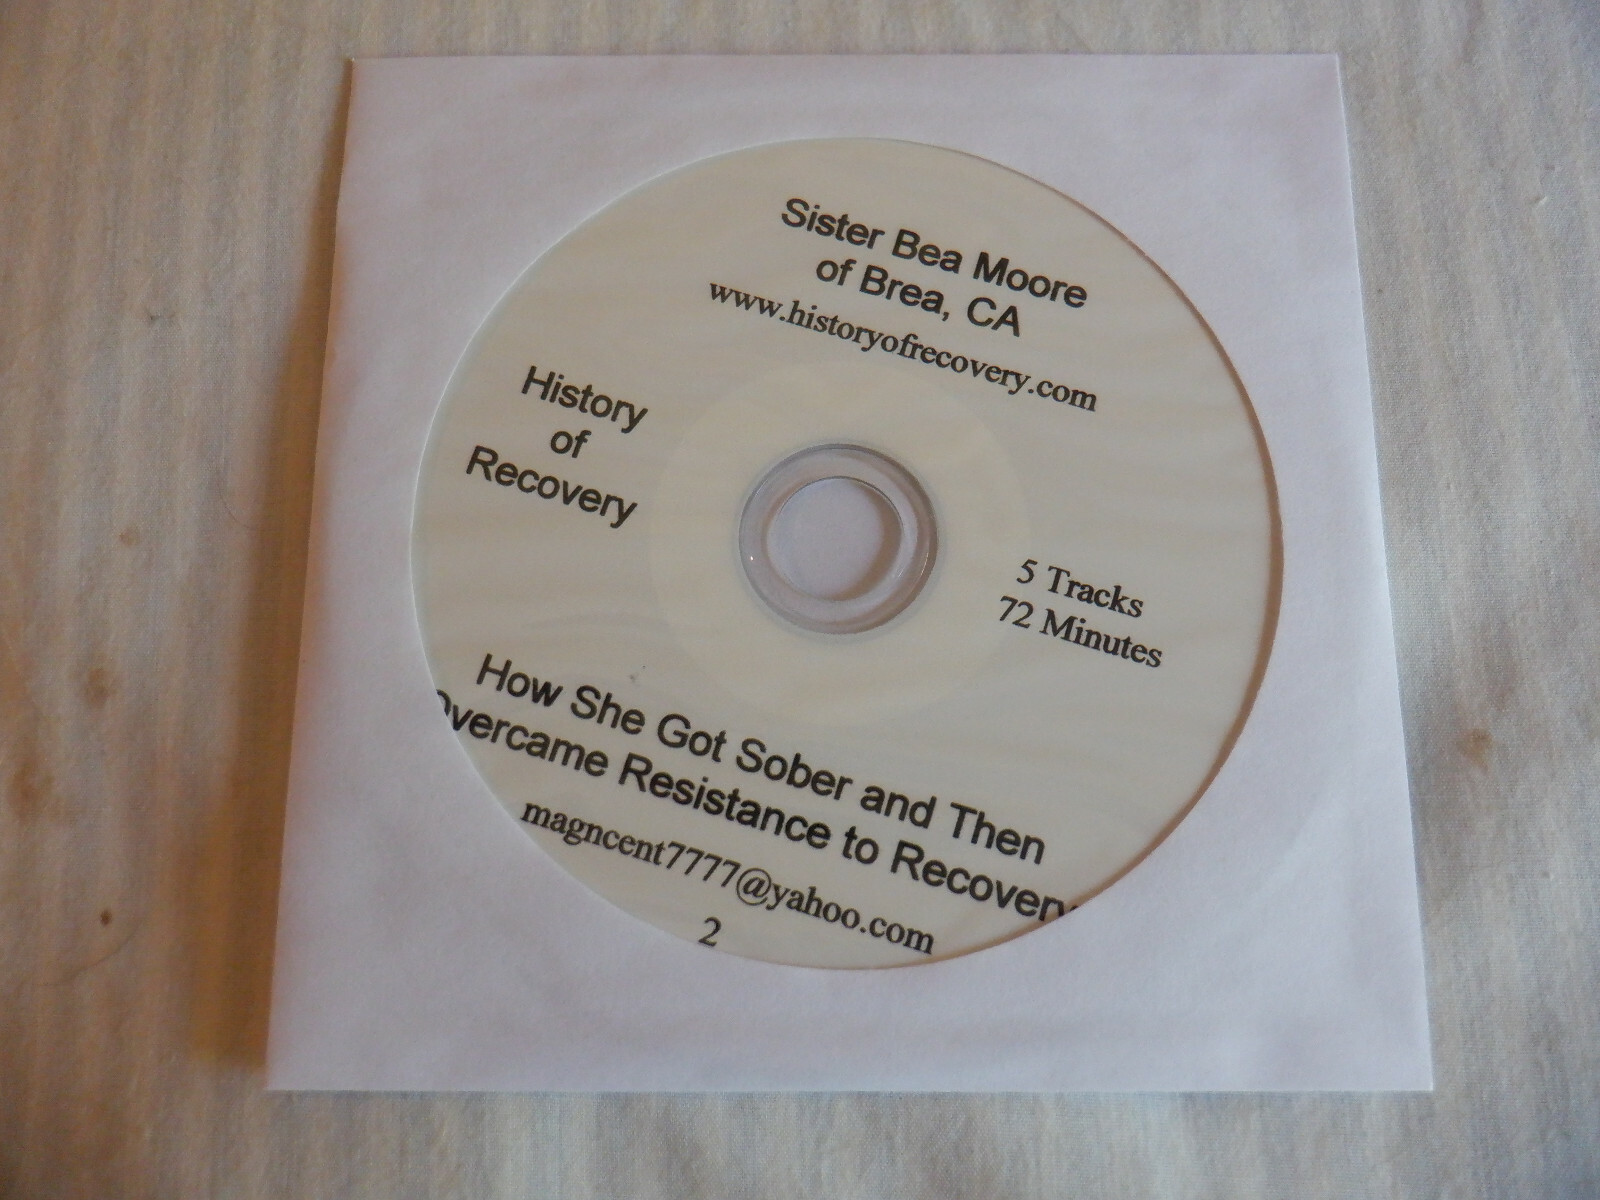 Sister Bea Moore
of Brea, CA
www.historyofrecovery.com
History
of
Recovery
5 Tracks
72 Minutes
How She Got Sober and Then
Overcame Resistance to Recovery
magncent7777@yahoo.com
2